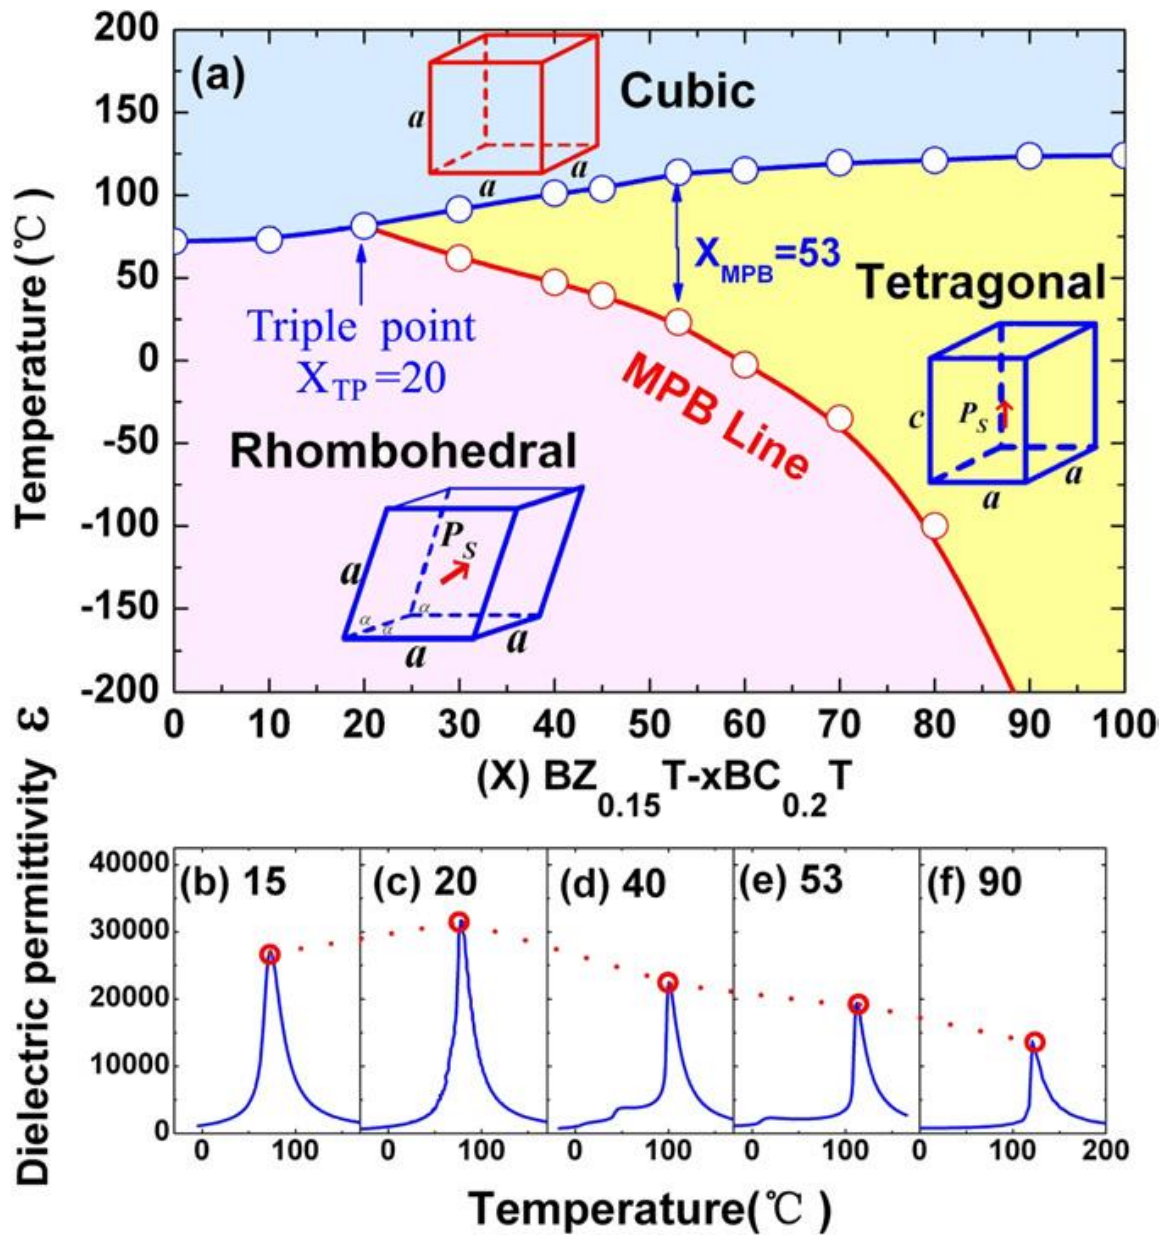 (a)
Cubic
a
a
a
200
150
100
50
0
-50
-100
-150
-200
Temperature (℃)
X_MPB=53
Tetragonal
Triple point
X_TP=20
MPB Line
c
P_S
a
a
Rhombohedral
P_S
a
α
α
α
a
a
0 10 20 30 40 50 60 70 80 90 100
(X) BZ_0.15T-xBC_0.2T
Dielectric permittivity ε
40000
30000
20000
10000
0
(b) 15
(c) 20
(d) 40
(e) 53
(f) 90
0 100 0 100 0 100 0 100 0 100 200
Temperature(℃)